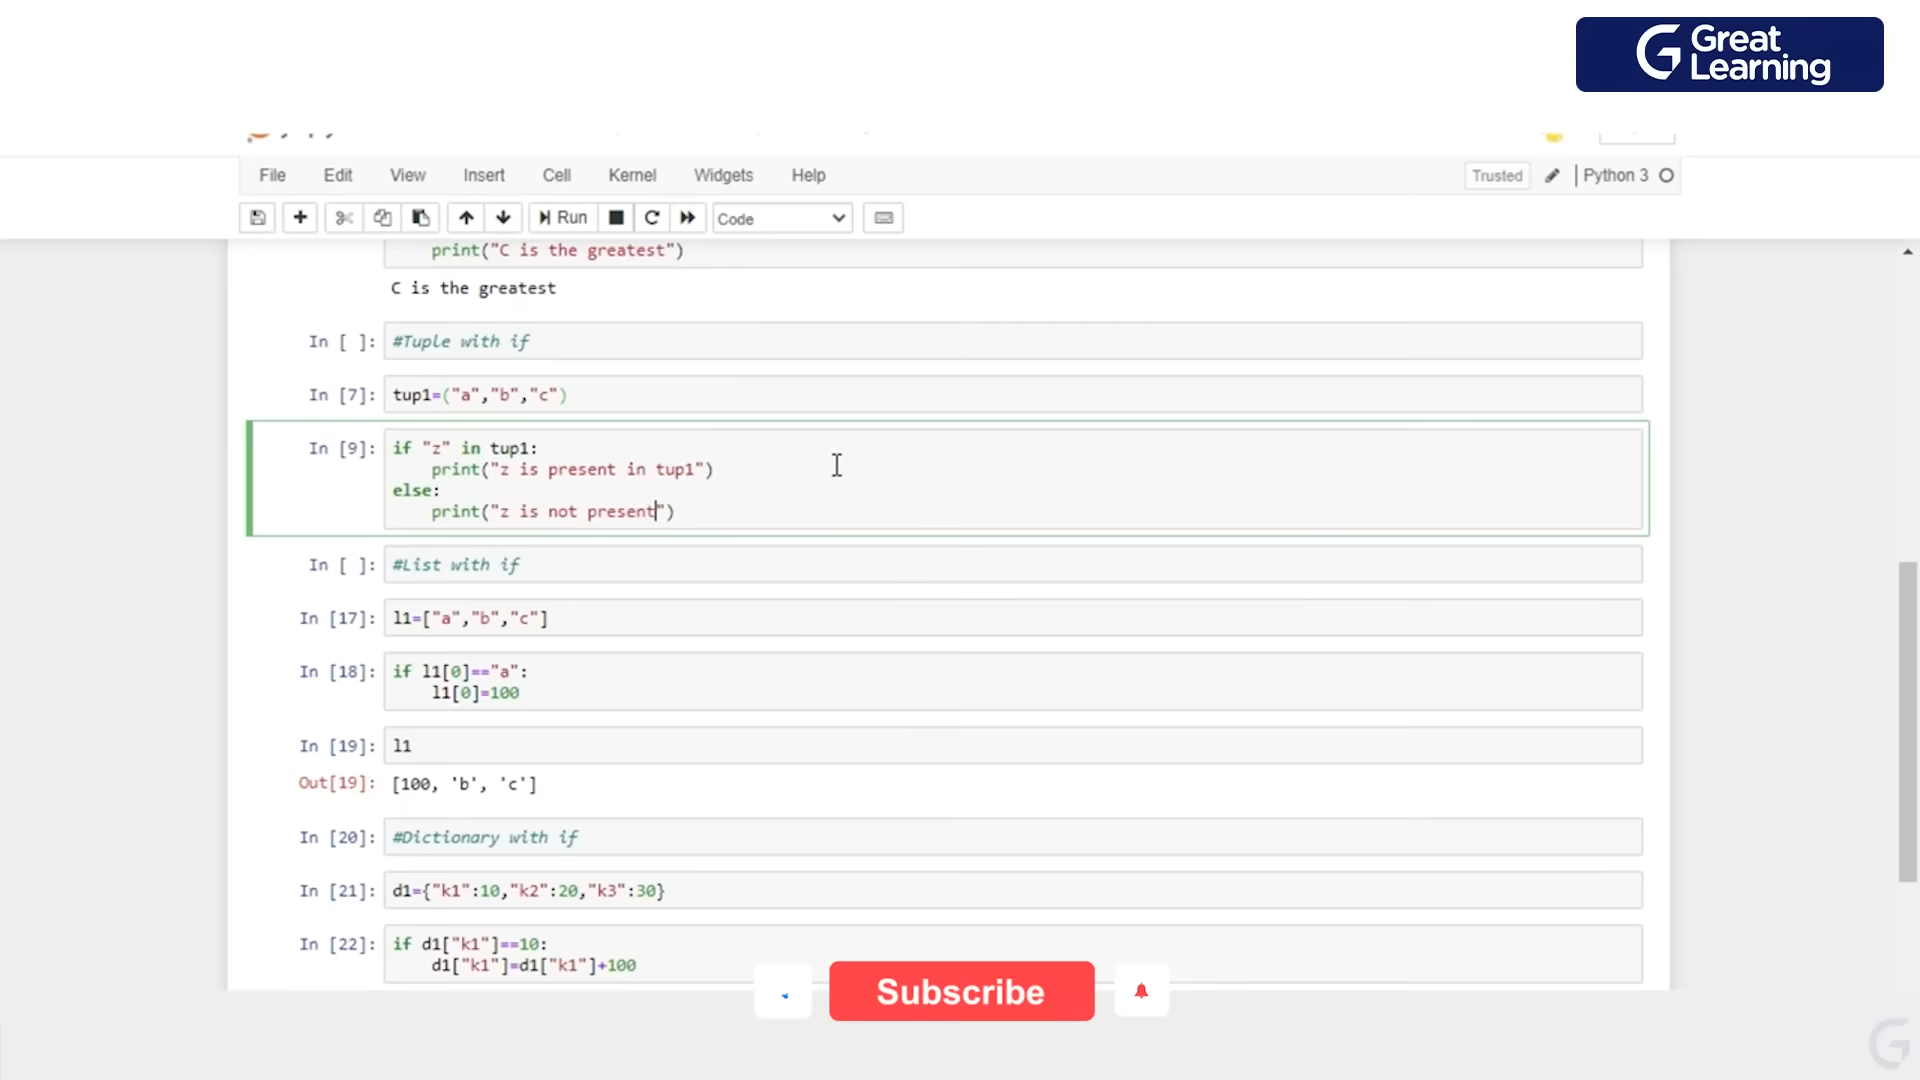 Great
Learning
File Edit View Insert Cell Kernel Widgets Help
Trusted Python 3
Run Code
print("C is the greatest")
C is the greatest
In [ ]: #Tuple with if
In [7]: tup1=("a","b","c")
In [9]: if "z" in tup1:
print("z is present in tup1")
else:
print("z is not present")
In [ ]: #List with if
In [17]: l1=["a","b","c"]
In [18]: if l1[0]=="a":
l1[0]=100
In [19]: l1
Out[19]: [100, 'b', 'c']
In [20]: #Dictionary with if
In [21]: d1={"k1":10,"k2":20,"k3":30}
In [22]: if d1["k1"]==10:
d1["k1"]=d1["k1"]+100
Subscribe